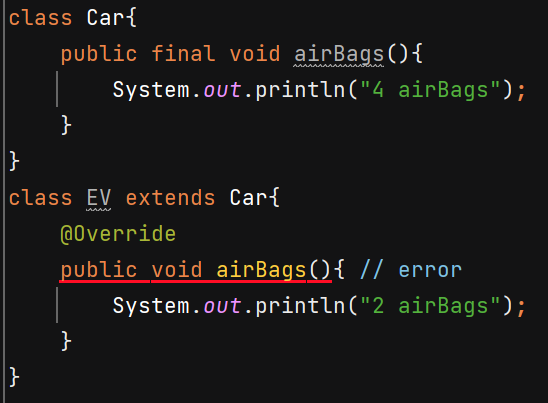 class Car{
    public final void airBags(){
        System.out.println("4 airBags");
    }
}
class EV extends Car{
    @Override
    public void airBags(){ // error
        System.out.println("2 airBags");
    }
}